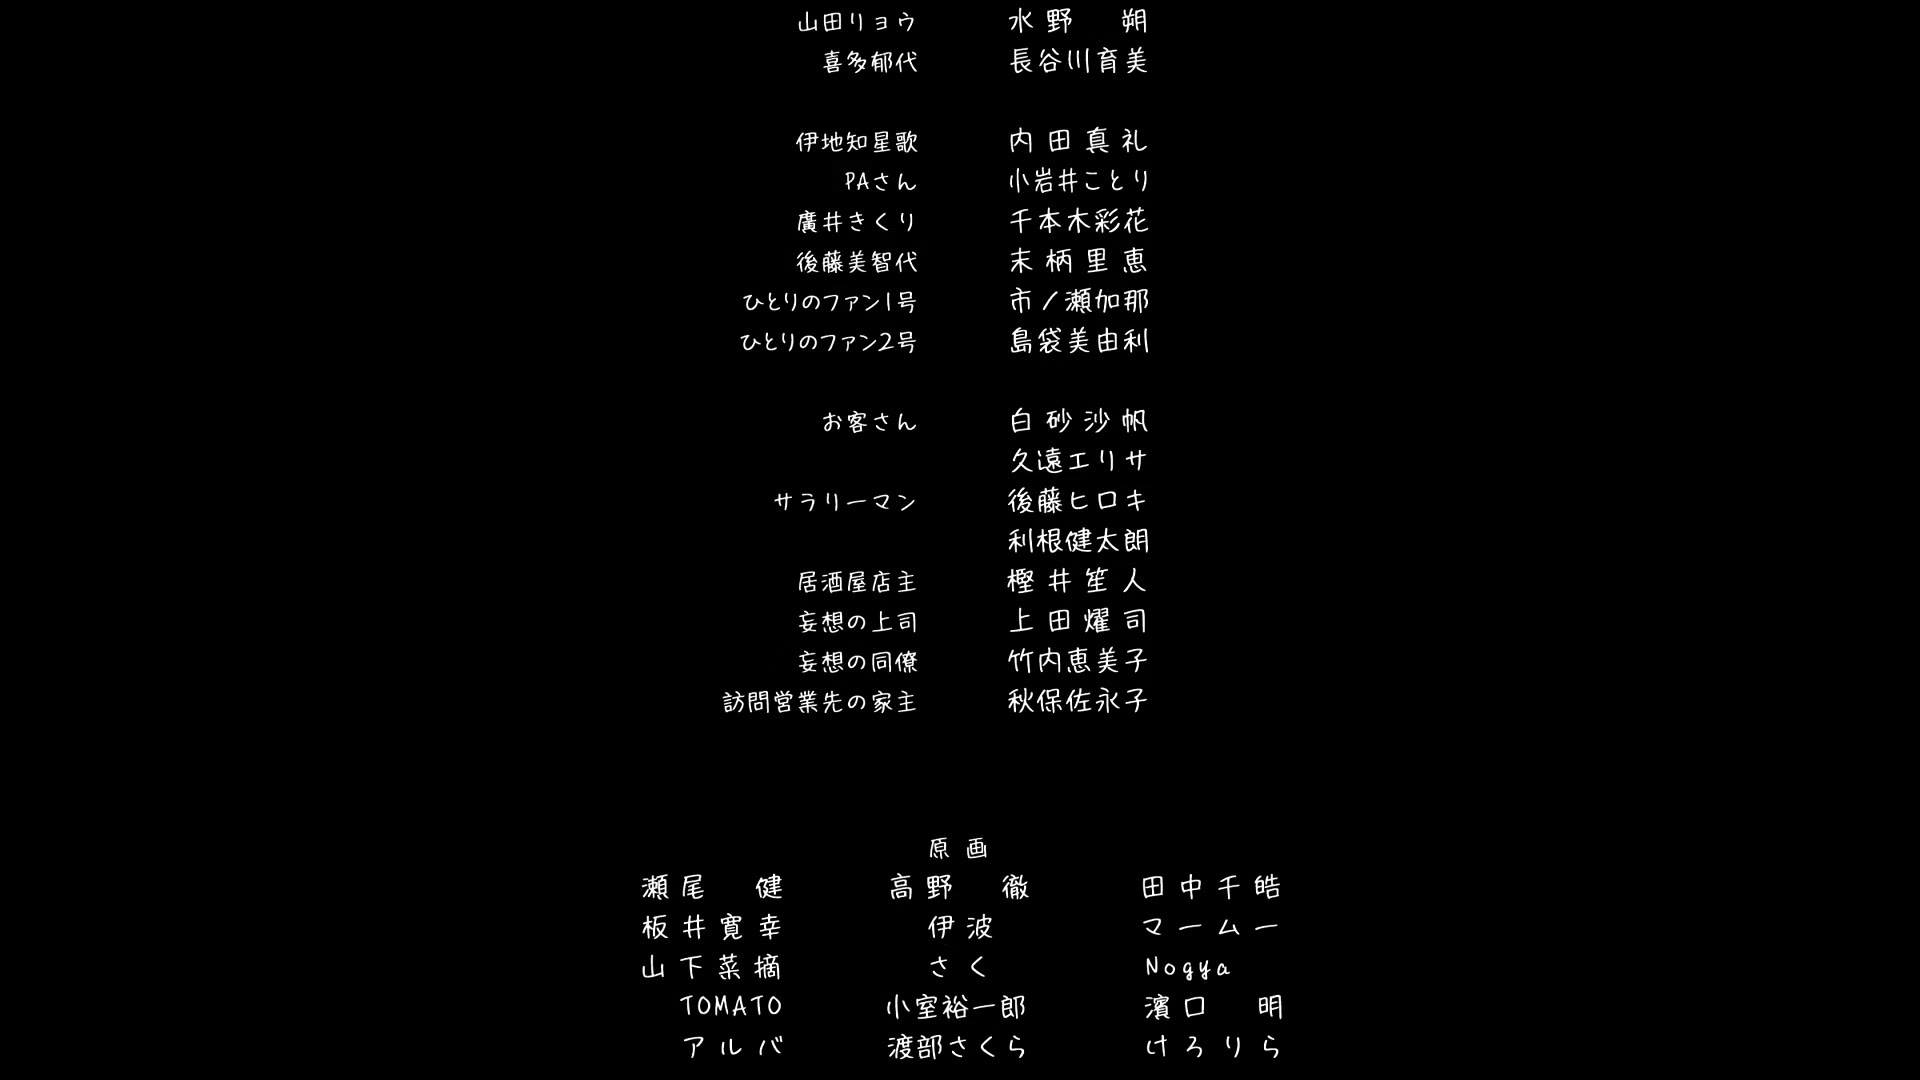 山田リョウ 水野 朔
喜多郁代 長谷川育美
伊地知星歌 内田真礼
PAさん 小岩井ことり
廣井きくり 千本木彩花
後藤美智代 末柄里恵
ひとりのファン1号 市ノ瀬加那
ひとりのファン2号 島袋美由利
お客さん 白砂沙帆
久遠エリサ
サラリーマン 後藤ヒロキ
利根健太朗
居酒屋店主 樫井笙人
妄想の上司 上田燿司
妄想の同僚 竹内恵美子
訪問営業先の家主 秋保佐永子
原画
瀬尾 健 高野 徹 田中千皓
板井寛幸 伊波 マームー
山下菜摘 さく Nogya
TOMATO 小室裕一郎 濱口 明
アルバ 渡部さくら けろりら